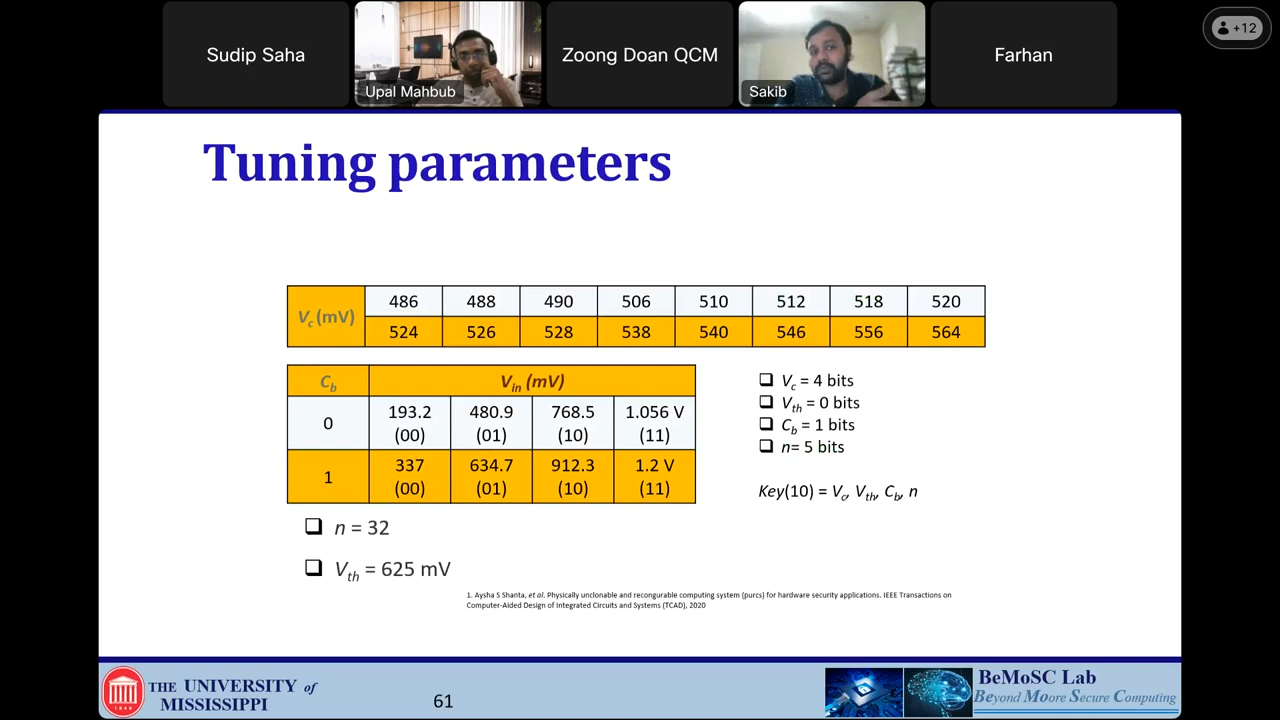 Sudip Saha
Upal Mahbub
Zoong Doan QCM
Sakib
Farhan
+12
Tuning parameters
Vc (mV)
486 488 490 506 510 512 518 520
524 526 528 538 540 546 556 564
Cb Vin (mV)
0
193.2 480.9 768.5 1.056 V
(00) (01) (10) (11)
1
337 634.7 912.3 1.2 V
(00) (01) (10) (11)
Vc = 4 bits
Vth = 0 bits
Cb = 1 bits
n= 5 bits
Key(10) = Vc, Vth, Cb, n
n = 32
Vth = 625 mV
1. Aysha S Shanta, et al. Physically unclonable and recongurable computing system (purcs) for hardware security applications. IEEE Transactions on
Computer-Aided Design of Integrated Circuits and Systems (TCAD), 2020
THE UNIVERSITY of
MISSISSIPPI
61
BeMoSC Lab
Beyond Moore Secure Computing